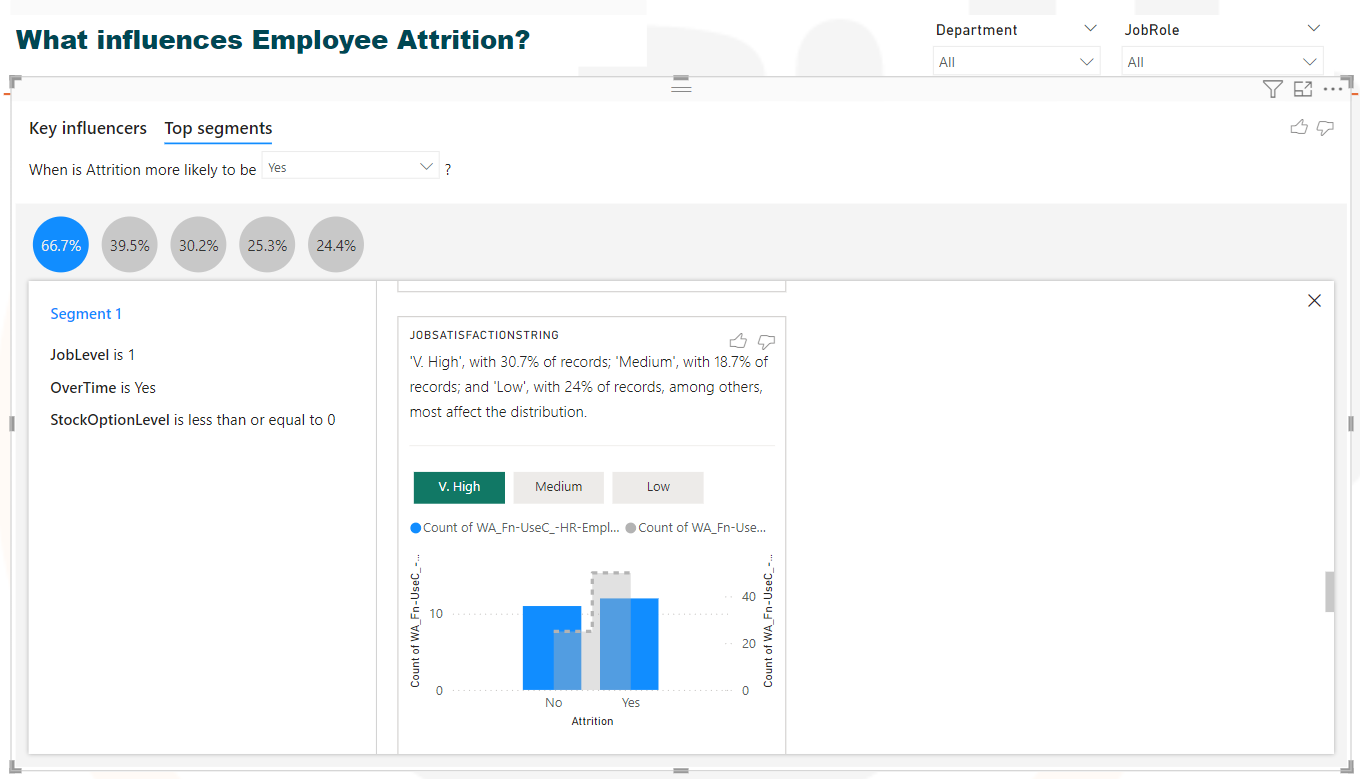 What influences Employee Attrition?
Department
JobRole
All
All
Key influencers
Top segments
When is Attrition more likely to be Yes ?
66.7%
39.5%
30.2%
25.3%
24.4%
Segment 1
JobLevel is 1
OverTime is Yes
StockOptionLevel is less than or equal to 0
JOBSATISFACTIONSTRING
'V. High', with 30.7% of records; 'Medium', with 18.7% of
records; and 'Low', with 24% of records, among others,
most affect the distribution.
V. High
Medium
Low
Count of WA_Fn-UseC_-HR-Empl...
Count of WA_Fn-Use...
Count of WA_Fn-UseC_-...
10
0
40
20
0
Count of WA_Fn-UseC_-...
No
Yes
Attrition